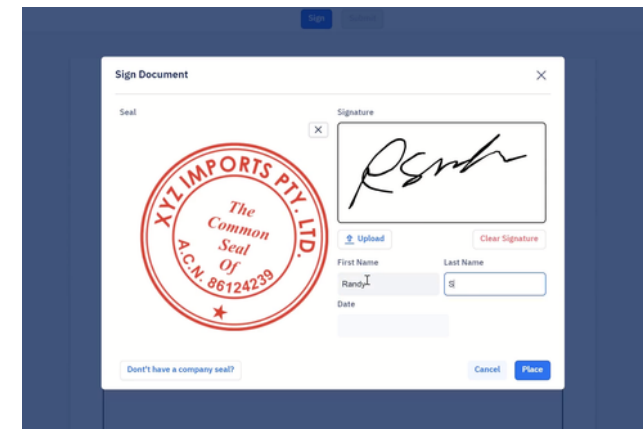 Sign
Sign Document
Seal
XYZ IMPORTS PTY. LTD.
The
Common
Seal
Of
A.C.N. 86124239
Signature
Upload
Clear Signature
First Name
Last Name
Randy
S
Date
Dont't have a company seal?
Cancel
Place